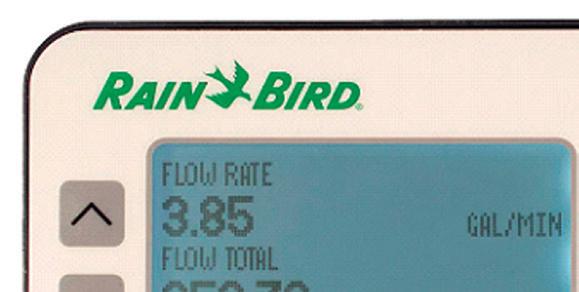 RAIN BIRD
FLOW RATE
3.85 GAL/MIN
FLOW TOTAL